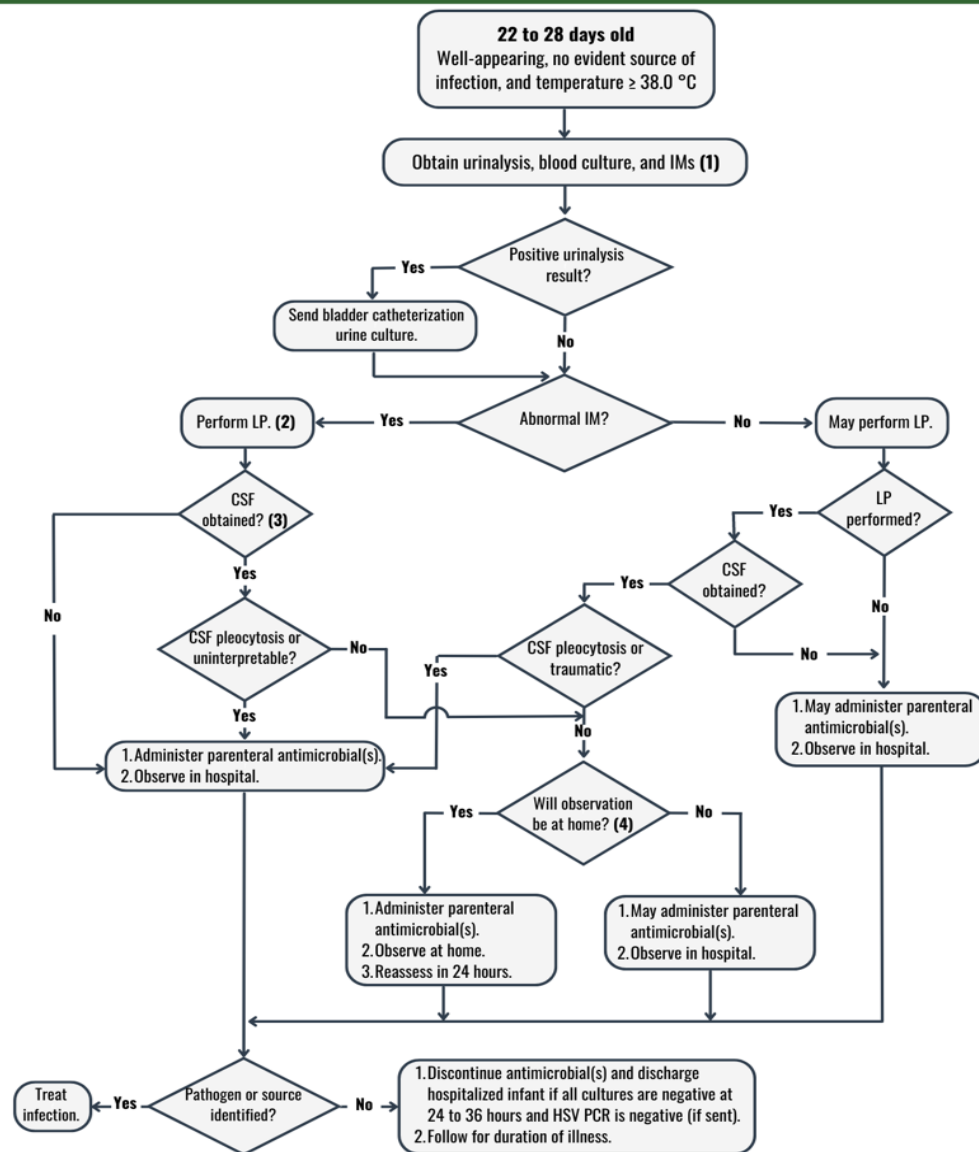 22 to 28 days old
Well-appearing, no evident source of
infection, and temperature ≥ 38.0 °C
Obtain urinalysis, blood culture, and IMs (1)
Positive urinalysis
result?
Yes
Send bladder catheterization
urine culture.
No
Abnormal IM?
Yes
No
Perform LP. (2)
May perform LP.
CSF
obtained? (3)
LP
performed?
Yes
CSF
obtained?
Yes
No
Yes
No
No
CSF pleocytosis or
uninterpretable?
No
CSF pleocytosis or
traumatic?
Yes
Yes
No
1. Administer parenteral antimicrobial(s).
2. Observe in hospital.
1. May administer parenteral
antimicrobial(s).
2. Observe in hospital.
Will observation
be at home? (4)
Yes
No
1. Administer parenteral
antimicrobial(s).
2. Observe at home.
3. Reassess in 24 hours.
1. May administer parenteral
antimicrobial(s).
2. Observe in hospital.
Pathogen or source
identified?
Yes
Treat
infection.
No
1. Discontinue antimicrobial(s) and discharge
hospitalized infant if all cultures are negative at
24 to 36 hours and HSV PCR is negative (if sent).
2. Follow for duration of illness.